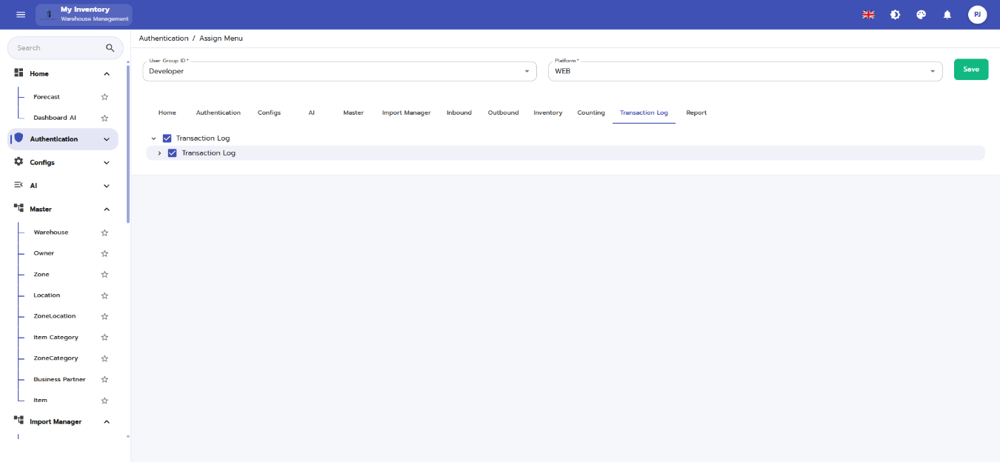 My Inventory
Warehouse Management
PJ
Search
Home
Forecast
Dashboard AI
Authentication
Configs
AI
Master
Warehouse
Owner
Zone
Location
ZoneLocation
Item Category
ZoneCategory
Business Partner
Item
Import Manager
Authentication / Assign Menu
User Group ID *
Developer
Platform *
WEB
Save
Home Authentication Configs AI Master Import Manager Inbound Outbound Inventory Counting Transaction Log Report
Transaction Log
Transaction Log